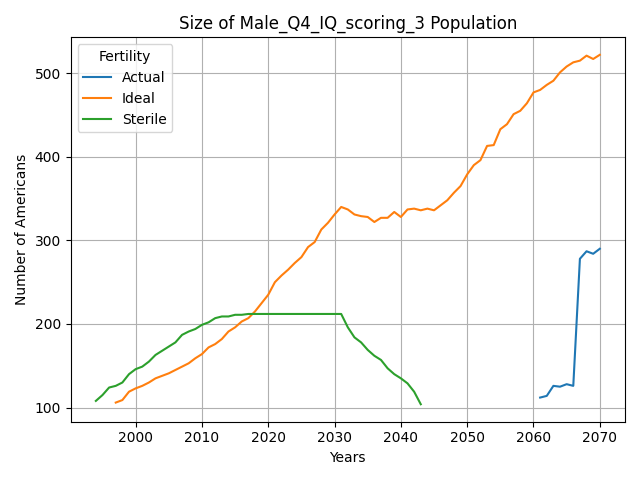 Size of Male_Q4_IQ_scoring_3 Population
Fertility
Actual
Ideal
Sterile
Number of Americans
500
400
300
200
100
2000 2010 2020 2030 2040 2050 2060 2070
Years